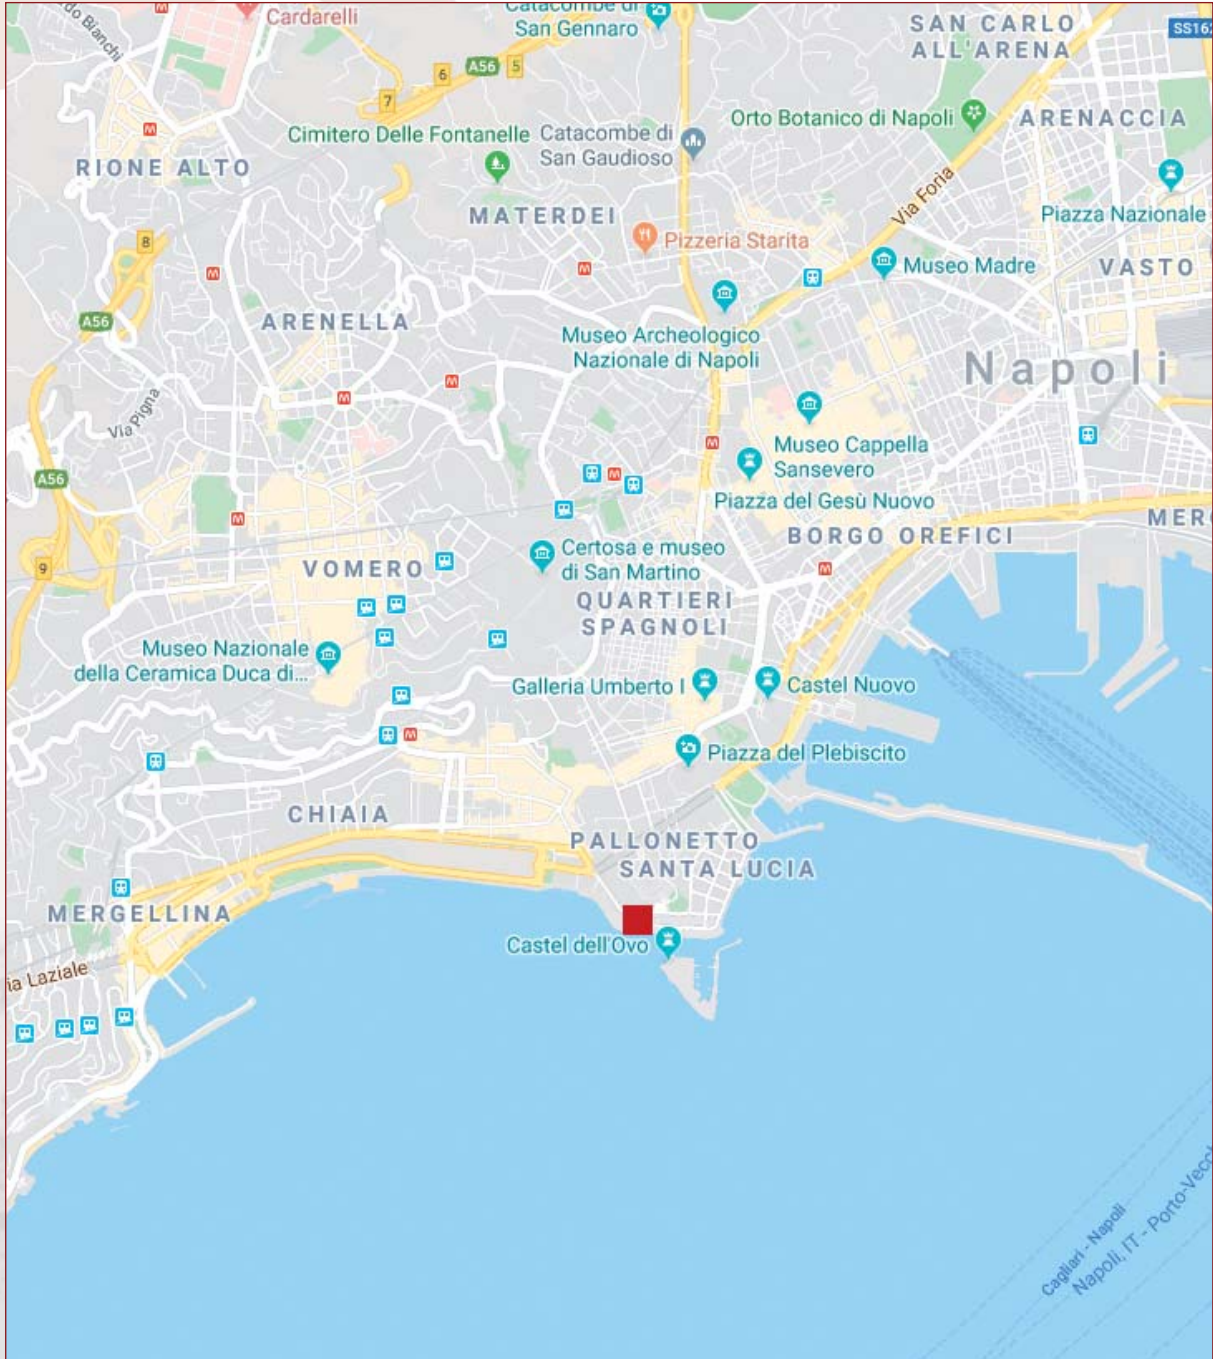 do Bianchi
Cardarelli
Catacombe di
San Gennaro
SAN CARLO
ALL'ARENA
SS162
A56
5
6
7
Cimitero Delle Fontanelle
Catacombe di
San Gaudioso
Orto Botanico di Napoli
ARENACCIA
RIONE ALTO
MATERDEI
Via Foria
Piazza Nazionale
8
Pizzeria Starita
Museo Madre
VASTO
A56
ARENELLA
Museo Archeologico
Nazionale di Napoli
Napoli
Via Pigna
Museo Cappella
Sansevero
A56
Piazza del Gesù Nuovo
MER
BORGO OREFICI
9
VOMERO
Certosa e museo
di San Martino
QUARTIERI
SPAGNOLI
Museo Nazionale
della Ceramica Duca di...
Galleria Umberto I
Castel Nuovo
Piazza del Plebiscito
CHIAIA
PALLONETTO
SANTA LUCIA
MERGELLINA
Castel dell'Ovo
ia Laziale
Cagliari - Napoli
Napoli, IT - Porto-Vecch